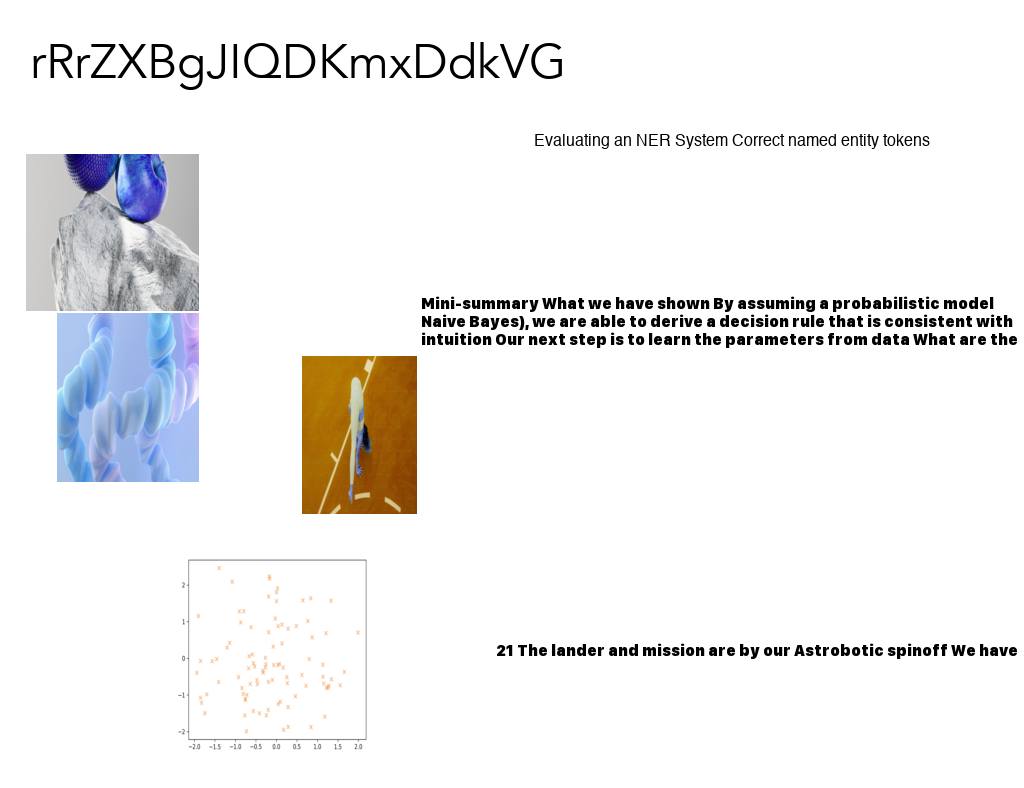 rRrZXBgJIQDKmxDdkVG
Evaluating an NER System Correct named entity tokens
Mini-summary What we have shown By assuming a probabilistic model
Naive Bayes), we are able to derive a decision rule that is consistent with
intuition Our next step is to learn the parameters from data What are the
21 The lander and mission are by our Astrobotic spinoff We have
2
1
0
−1
−2
−2.0 −1.5 −1.0 −0.5 0.0 0.5 1.0 1.5 2.0